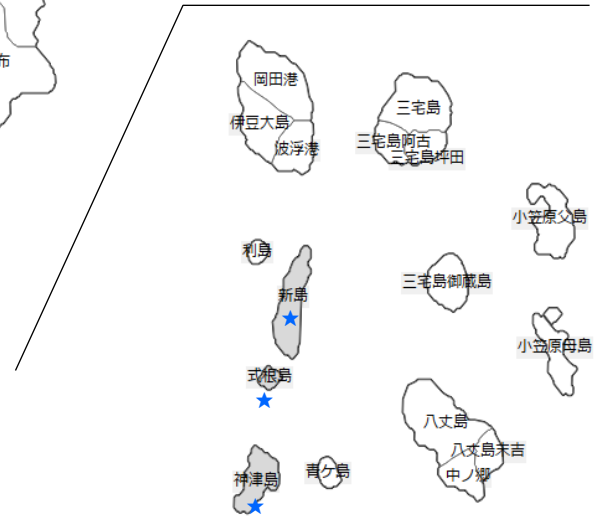 布
岡田港
伊豆大島
波浮港
三宅島
三宅島阿古
三宅島坪田
小笠原父島
利島
新島
三宅島御蔵島
小笠原母島
式根島
八丈島
八丈島末吉
中ノ郷
神津島
青ケ島